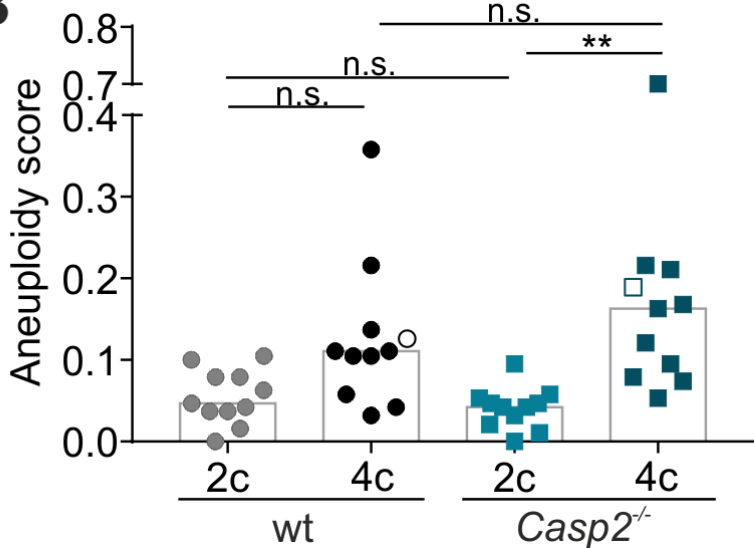 n.s.
0.8
**
n.s.
0.7
n.s.
0.4
Aneuploidy score
0.3
0.2
0.1
0.0
2c 4c 2c 4c
wt Casp2-/-